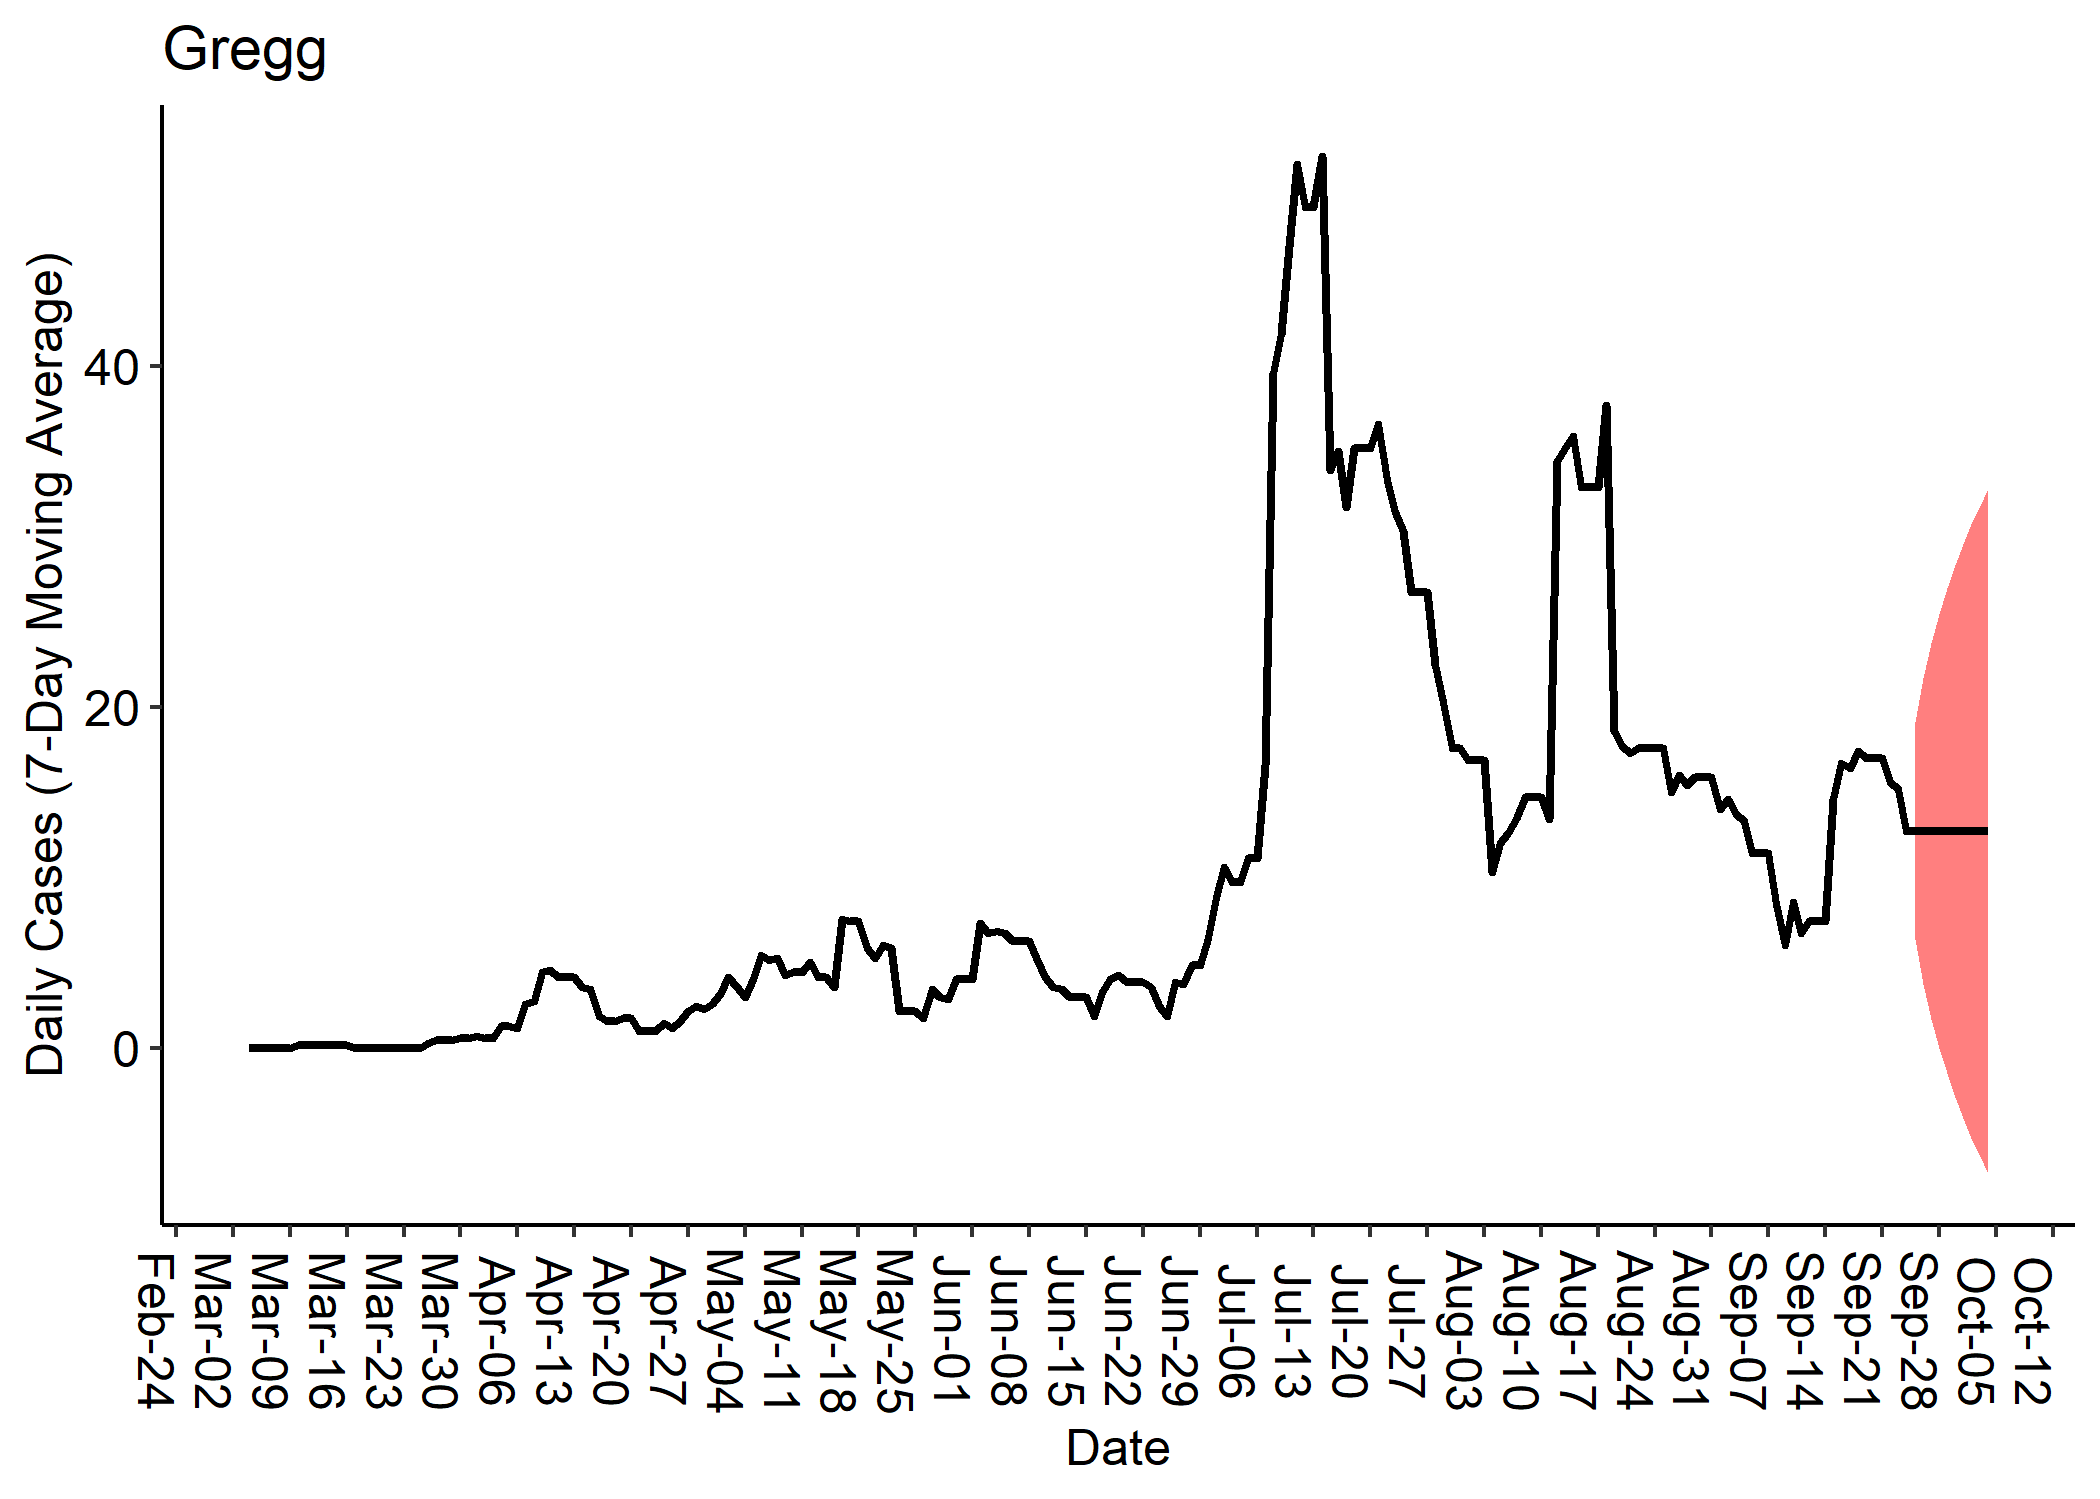 Gregg
Daily Cases (7-Day Moving Average)
40
20
0
Feb-24
Mar-02
Mar-09
Mar-16
Mar-23
Mar-30
Apr-06
Apr-13
Apr-20
Apr-27
May-04
May-11
May-18
May-25
Jun-01
Jun-08
Jun-15
Jun-22
Jun-29
Jul-06
Jul-13
Jul-20
Jul-27
Aug-03
Aug-10
Aug-17
Aug-24
Aug-31
Sep-07
Sep-14
Sep-21
Sep-28
Oct-05
Oct-12
Date